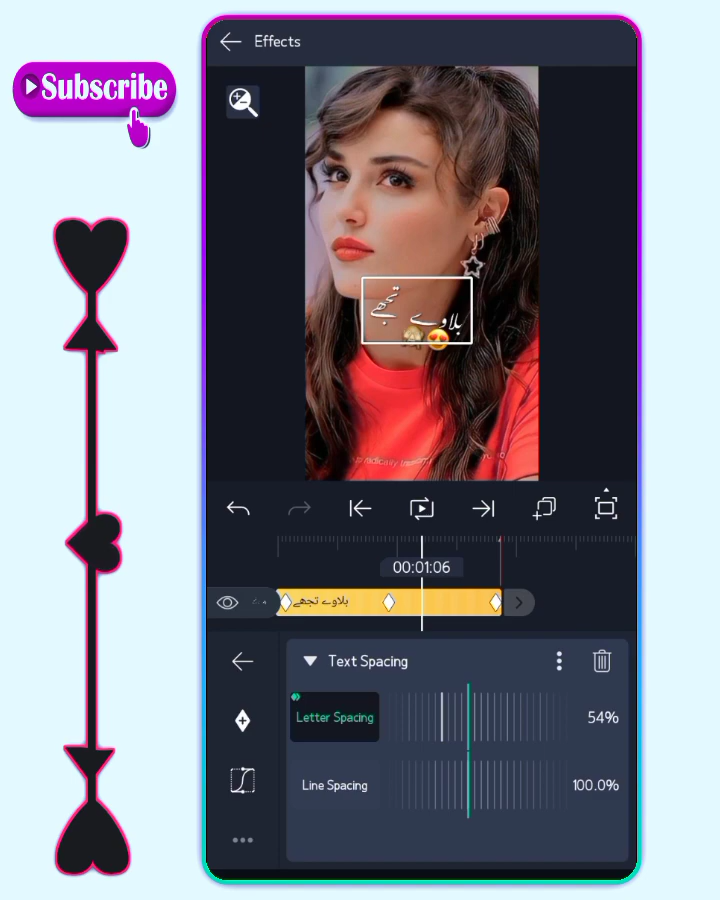 Effects
Subscribe
بلاوے تجھے
00:01:06
بلاوے تجھے
Text Spacing
Letter Spacing
54%
Line Spacing
100.0%